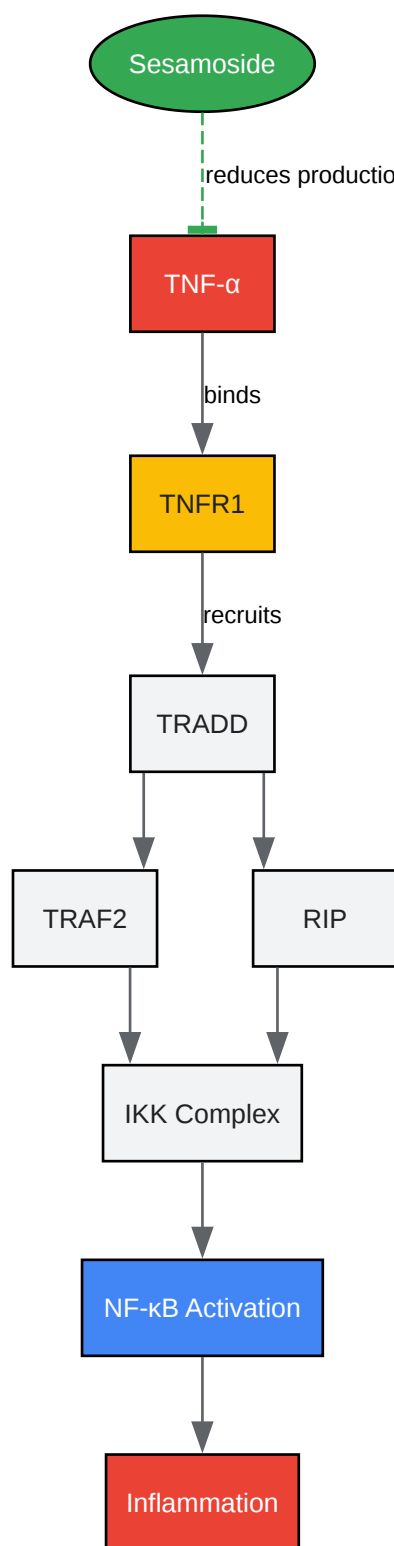 Sesamoside
reduces productio
TNF-α
binds
TNFR1
recruits
TRADD
TRAF2
RIP
IKK Complex
NF-κB Activation
Inflammation